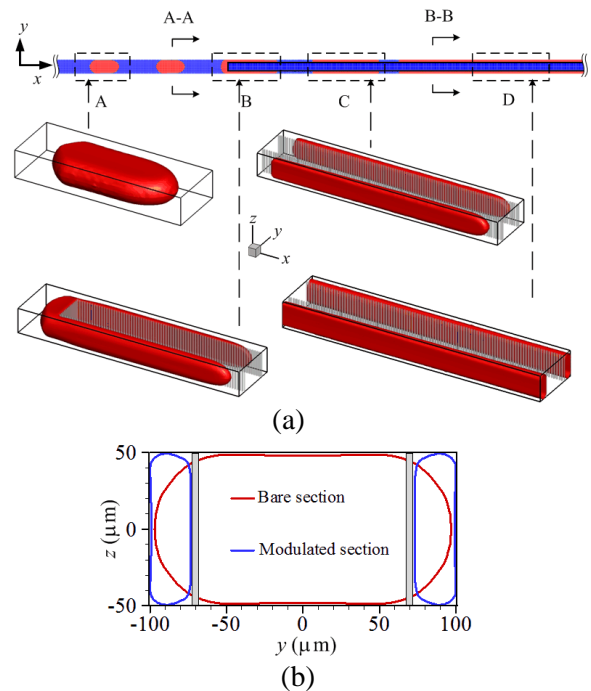 y
A-A
B-B
x
A
B
C
D
z
y
x
(a)
50
Bare section
z (μm)
0
Modulated section
-50
-100
-50
0
50
100
y (μm)
(b)